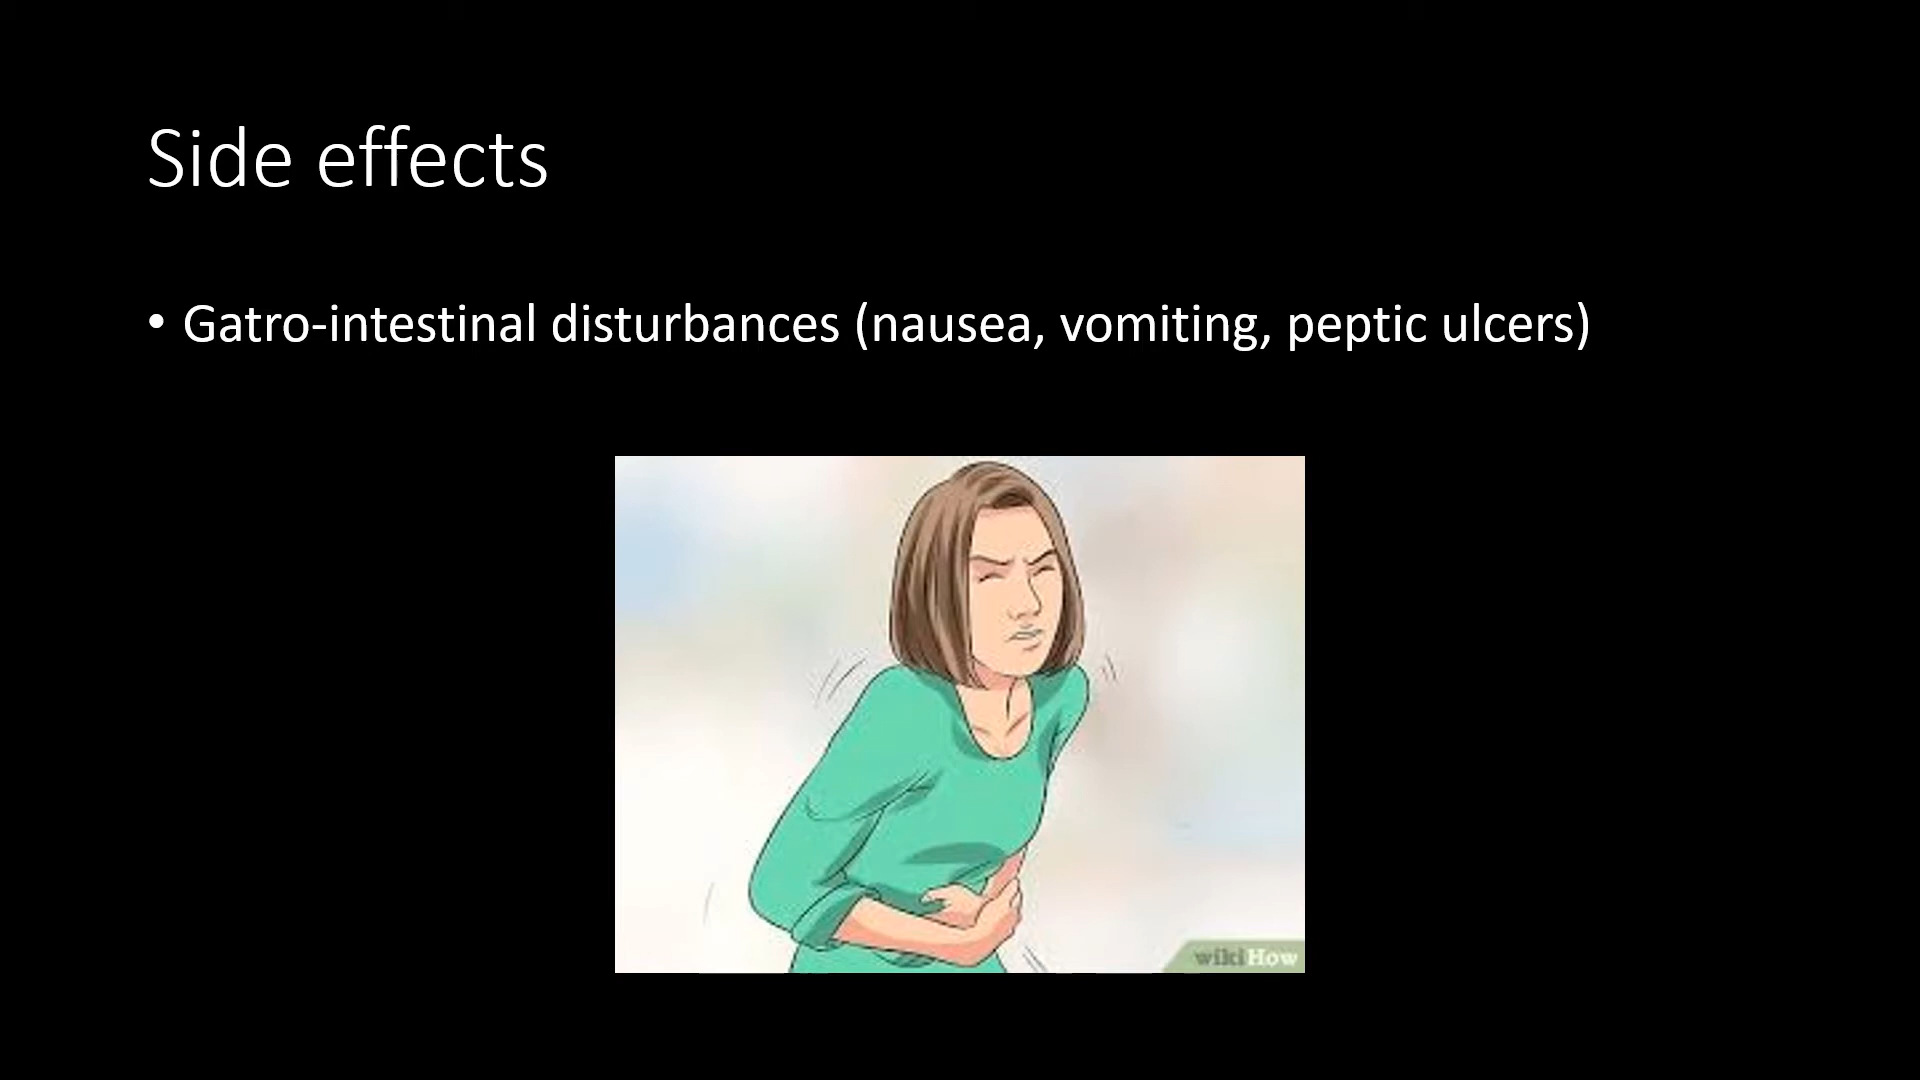 Side effects
• Gatro-intestinal disturbances (nausea, vomiting, peptic ulcers)
wikiHow